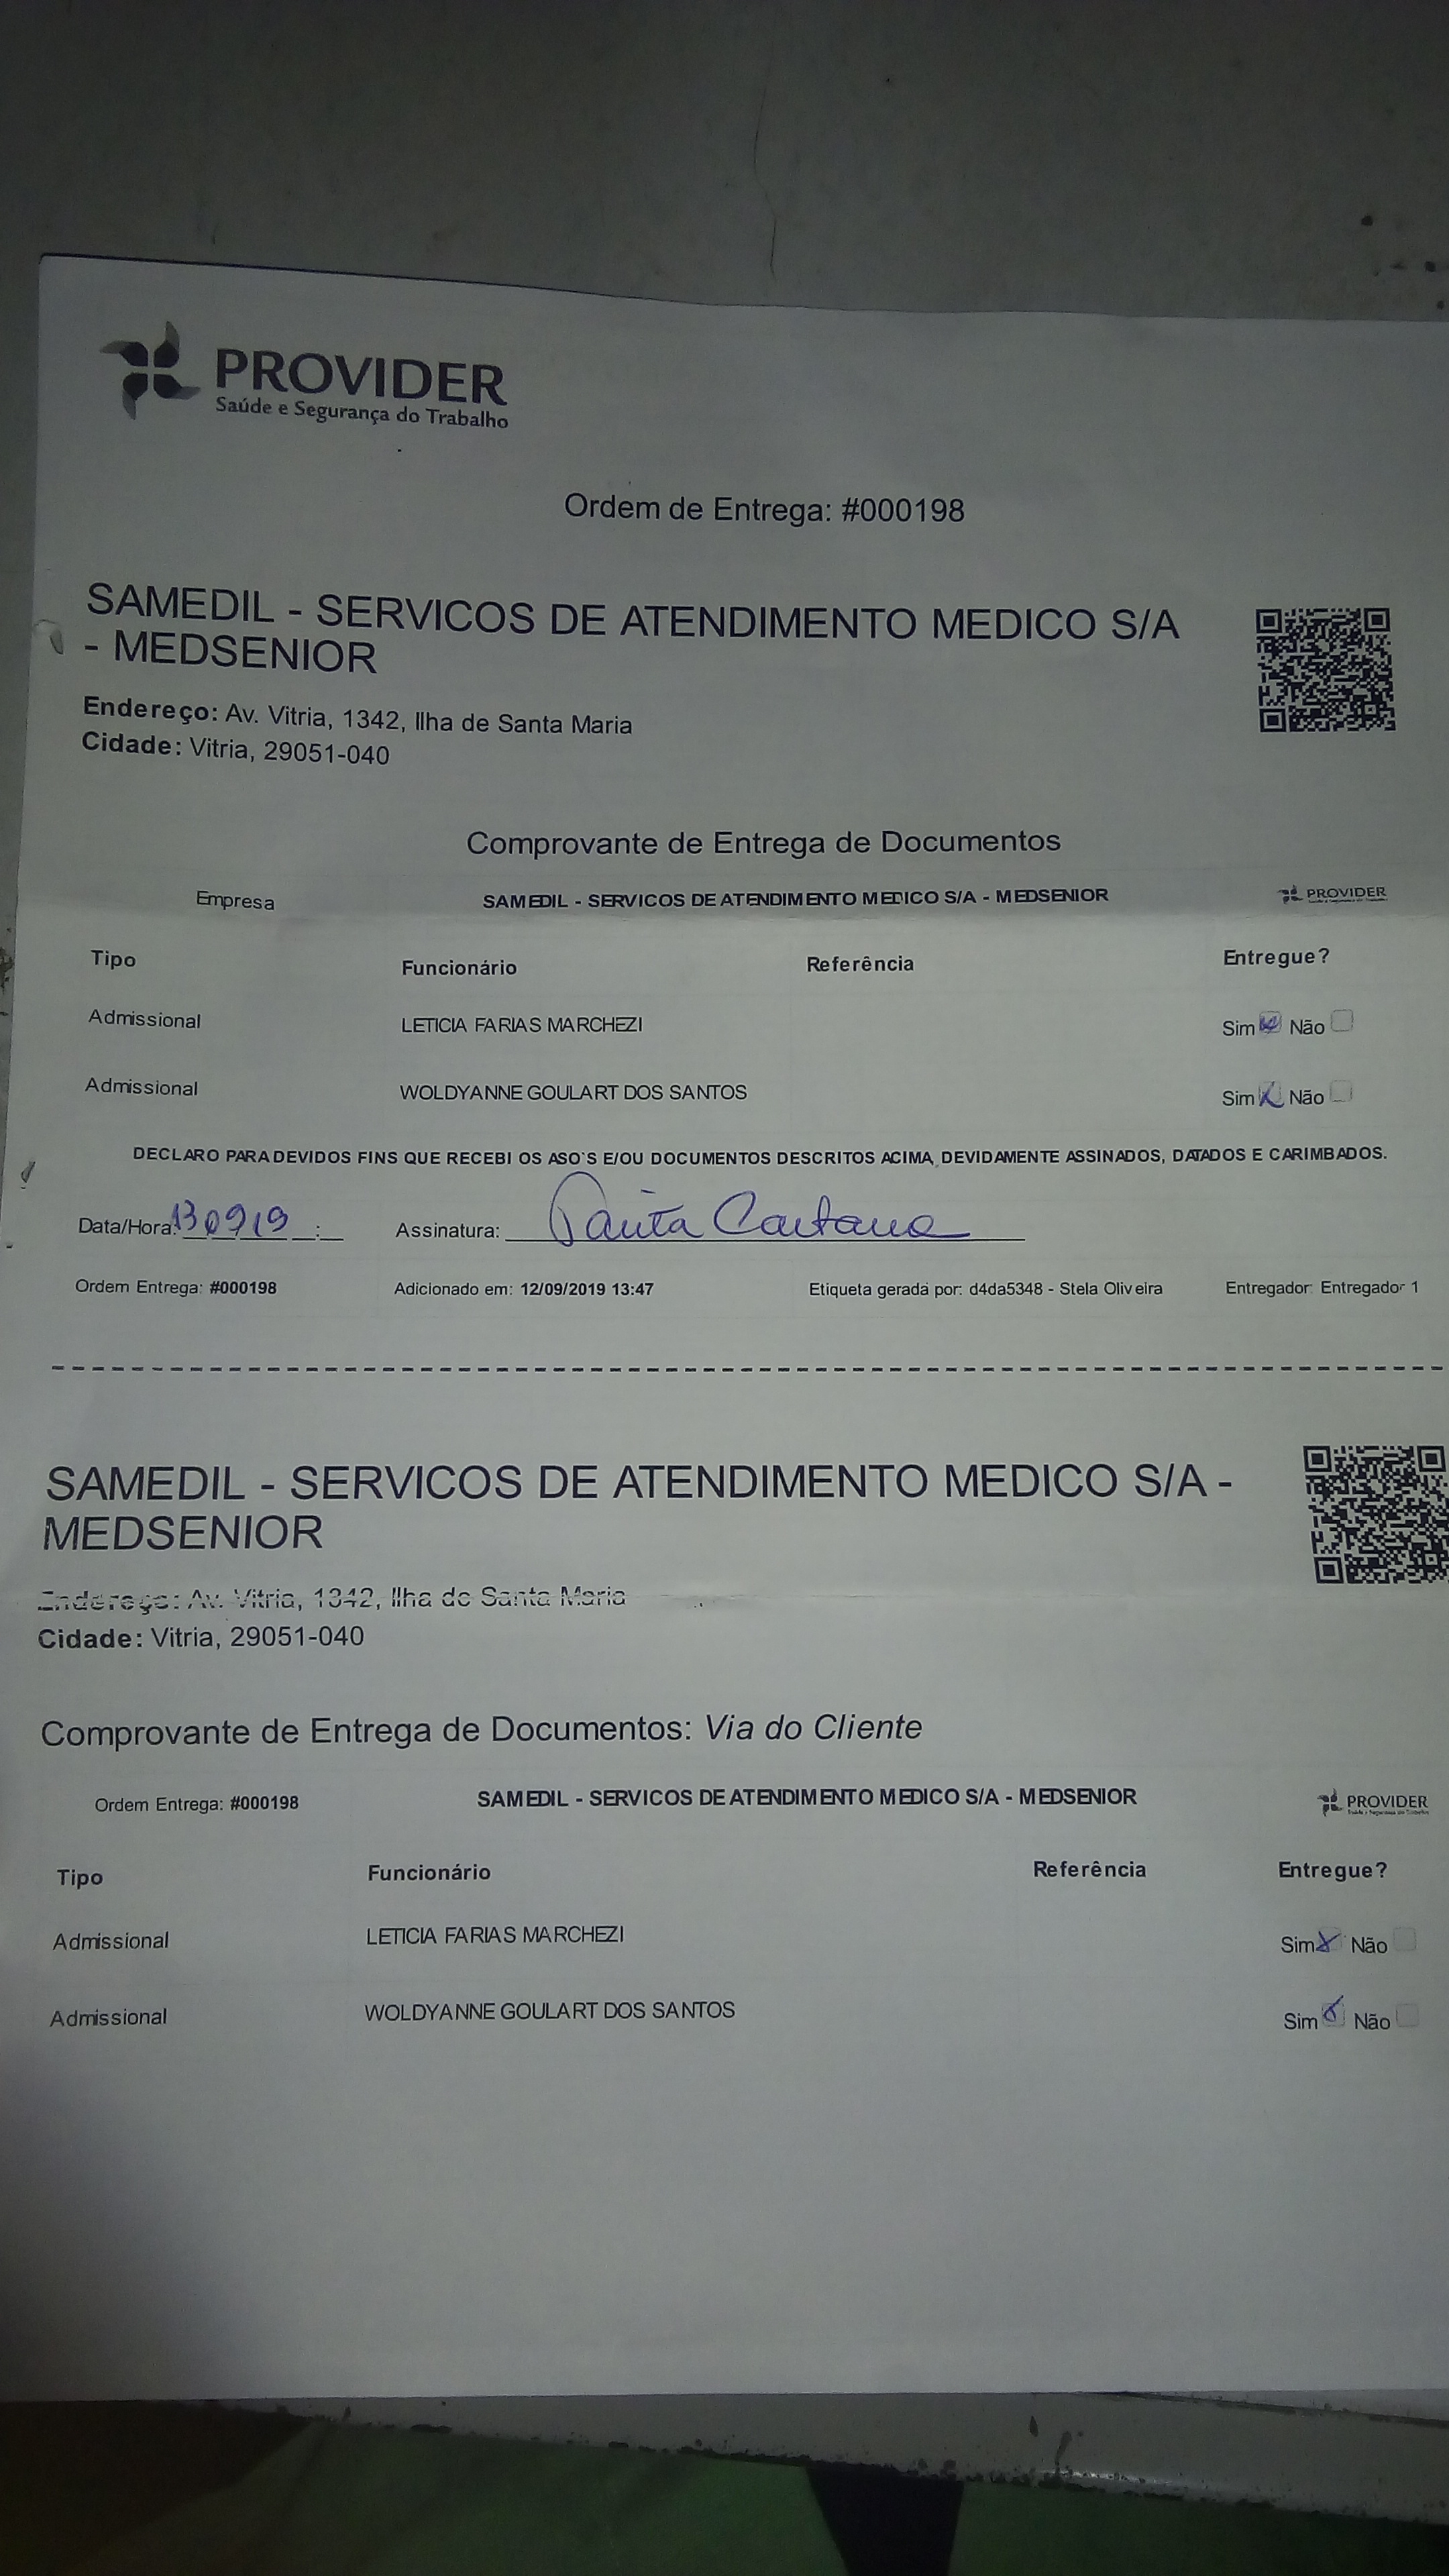 PROVIDER
Saúde e Segurança do Trabalho
Ordem de Entrega: #000198
SAMEDIL - SERVICOS DE ATENDIMENTO MEDICO S/A
- MEDSENIOR
Endereço: Av. Vitria, 1342, Ilha de Santa Maria
Cidade: Vitria, 29051-040
Comprovante de Entrega de Documentos
Empresa SAMEDIL - SERVICOS DE ATENDIMENTO MEDICO S/A - MEDSENIOR PROVIDER
Tipo Funcionário Referência Entregue?
Admissional LETICIA FARIAS MARCHEZI Sim Não
Admissional WOLDYANNE GOULART DOS SANTOS Sim Não
DECLARO PARA DEVIDOS FINS QUE RECEBI OS ASO`S E/OU DOCUMENTOS DESCRITOS ACIMA, DEVIDAMENTE ASSINADOS, DATADOS E CARIMBADOS.
Data/Hora: 130919 : Assinatura: Caetano
Ordem Entrega: #000198 Adicionado em: 12/09/2019 13:47 Etiqueta gerada por: d4da5348 - Stela Oliveira Entregador: Entregador 1
SAMEDIL - SERVICOS DE ATENDIMENTO MEDICO S/A -
MEDSENIOR
Endereço: Av. Vitria, 1342, Ilha de Santa Maria
Cidade: Vitria, 29051-040
Comprovante de Entrega de Documentos: Via do Cliente
Ordem Entrega: #000198 SAMEDIL - SERVICOS DE ATENDIMENTO MEDICO S/A - MEDSENIOR PROVIDER
Tipo Funcionário Referência Entregue?
Admissional LETICIA FARIAS MARCHEZI Sim Não
Admissional WOLDYANNE GOULART DOS SANTOS Sim Não